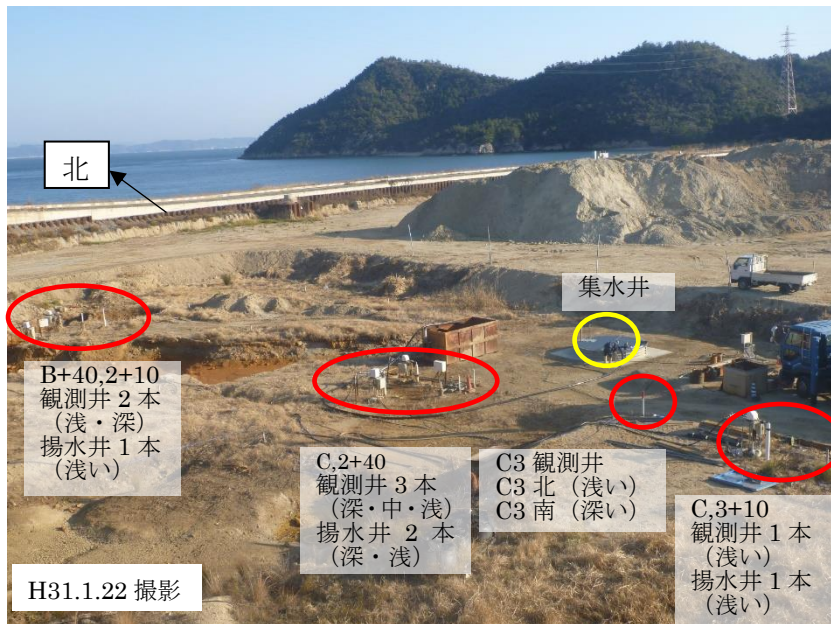 北
集水井
B+40,2+10
観測井 2 本
（浅・深）
揚水井 1 本
（浅い）
C,2+40
観測井 3 本
（深・中・浅）
揚水井 2 本
（深・浅）
C3 観測井
C3 北（浅い）
C3 南（深い）
C,3+10
観測井 1 本
（浅い）
揚水井 1 本
（浅い）
H31.1.22 撮影